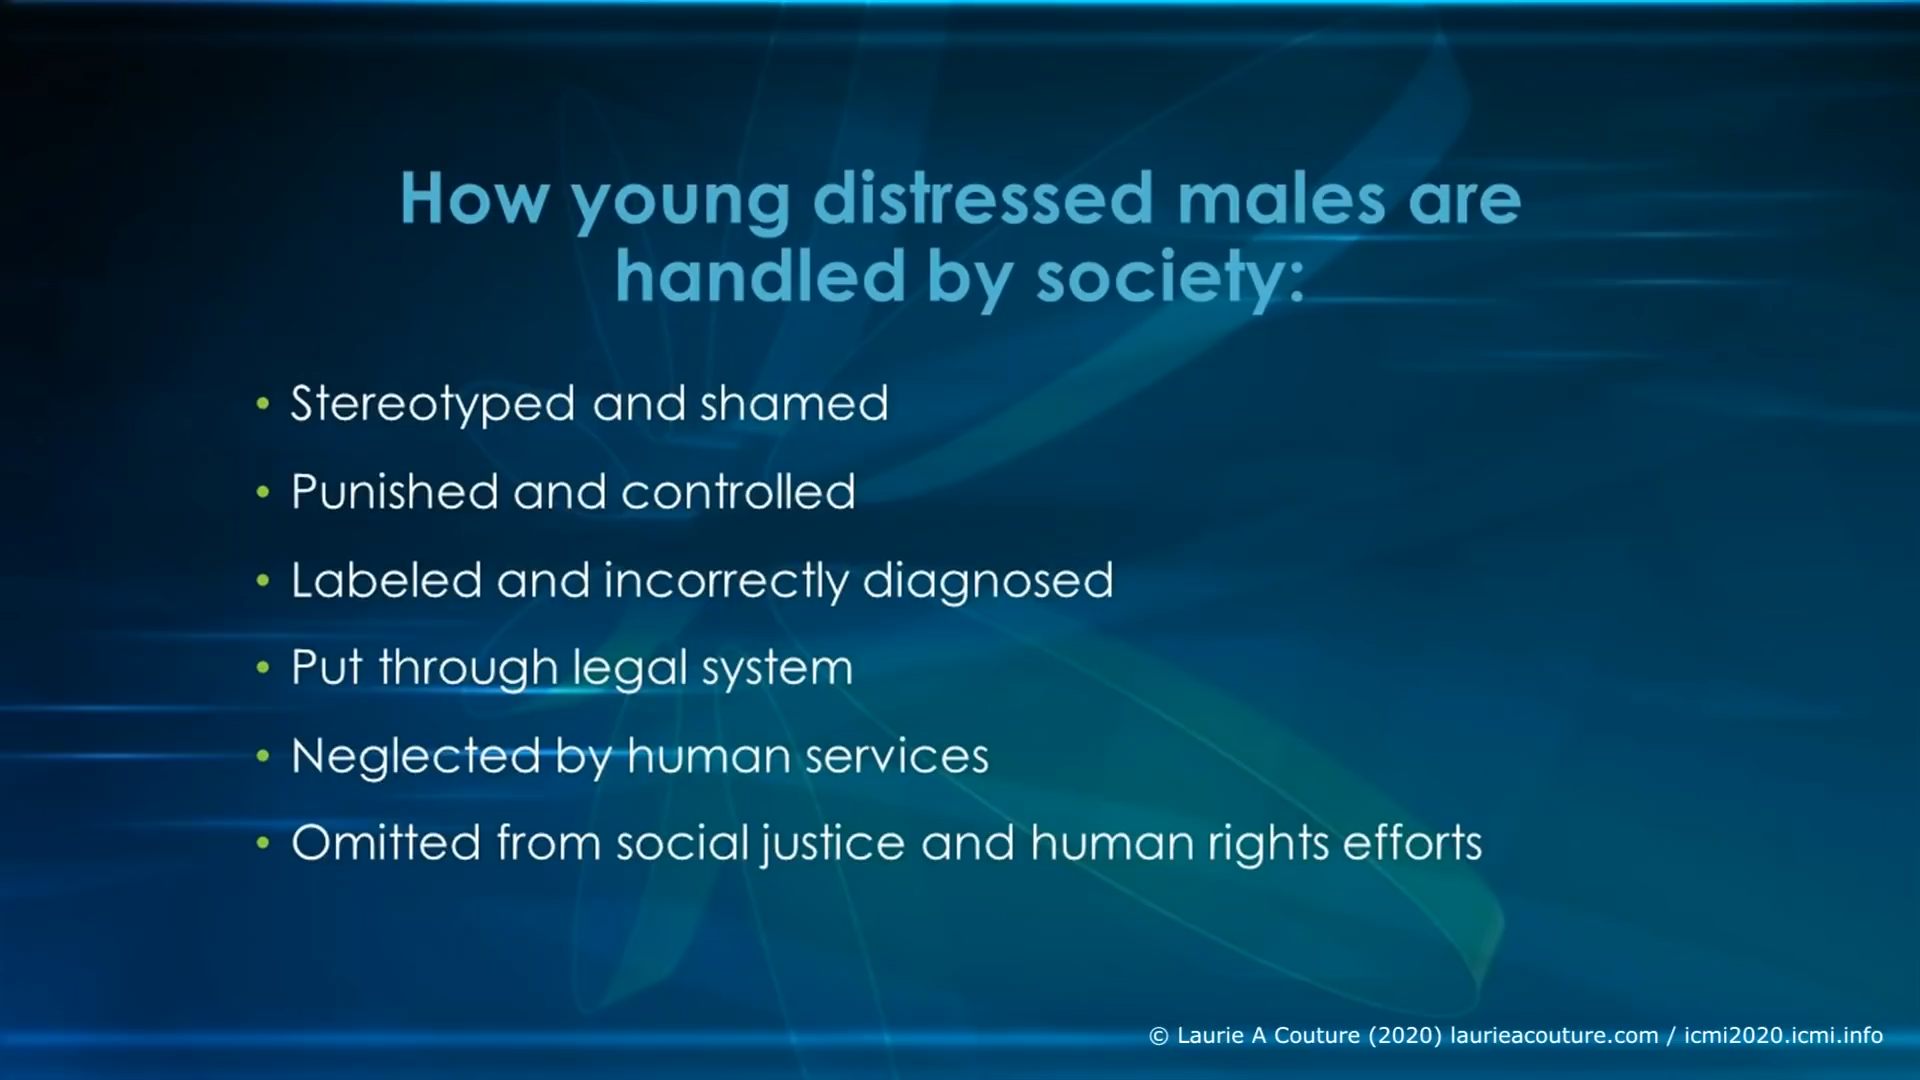 How young distressed males are
handled by society:
• Stereotyped and shamed
• Punished and controlled
• Labeled and incorrectly diagnosed
• Put through legal system
• Neglected by human services
• Omitted from social justice and human rights efforts
© Laurie A Couture (2020) laurieacouture.com / icmi2020.icmi.info